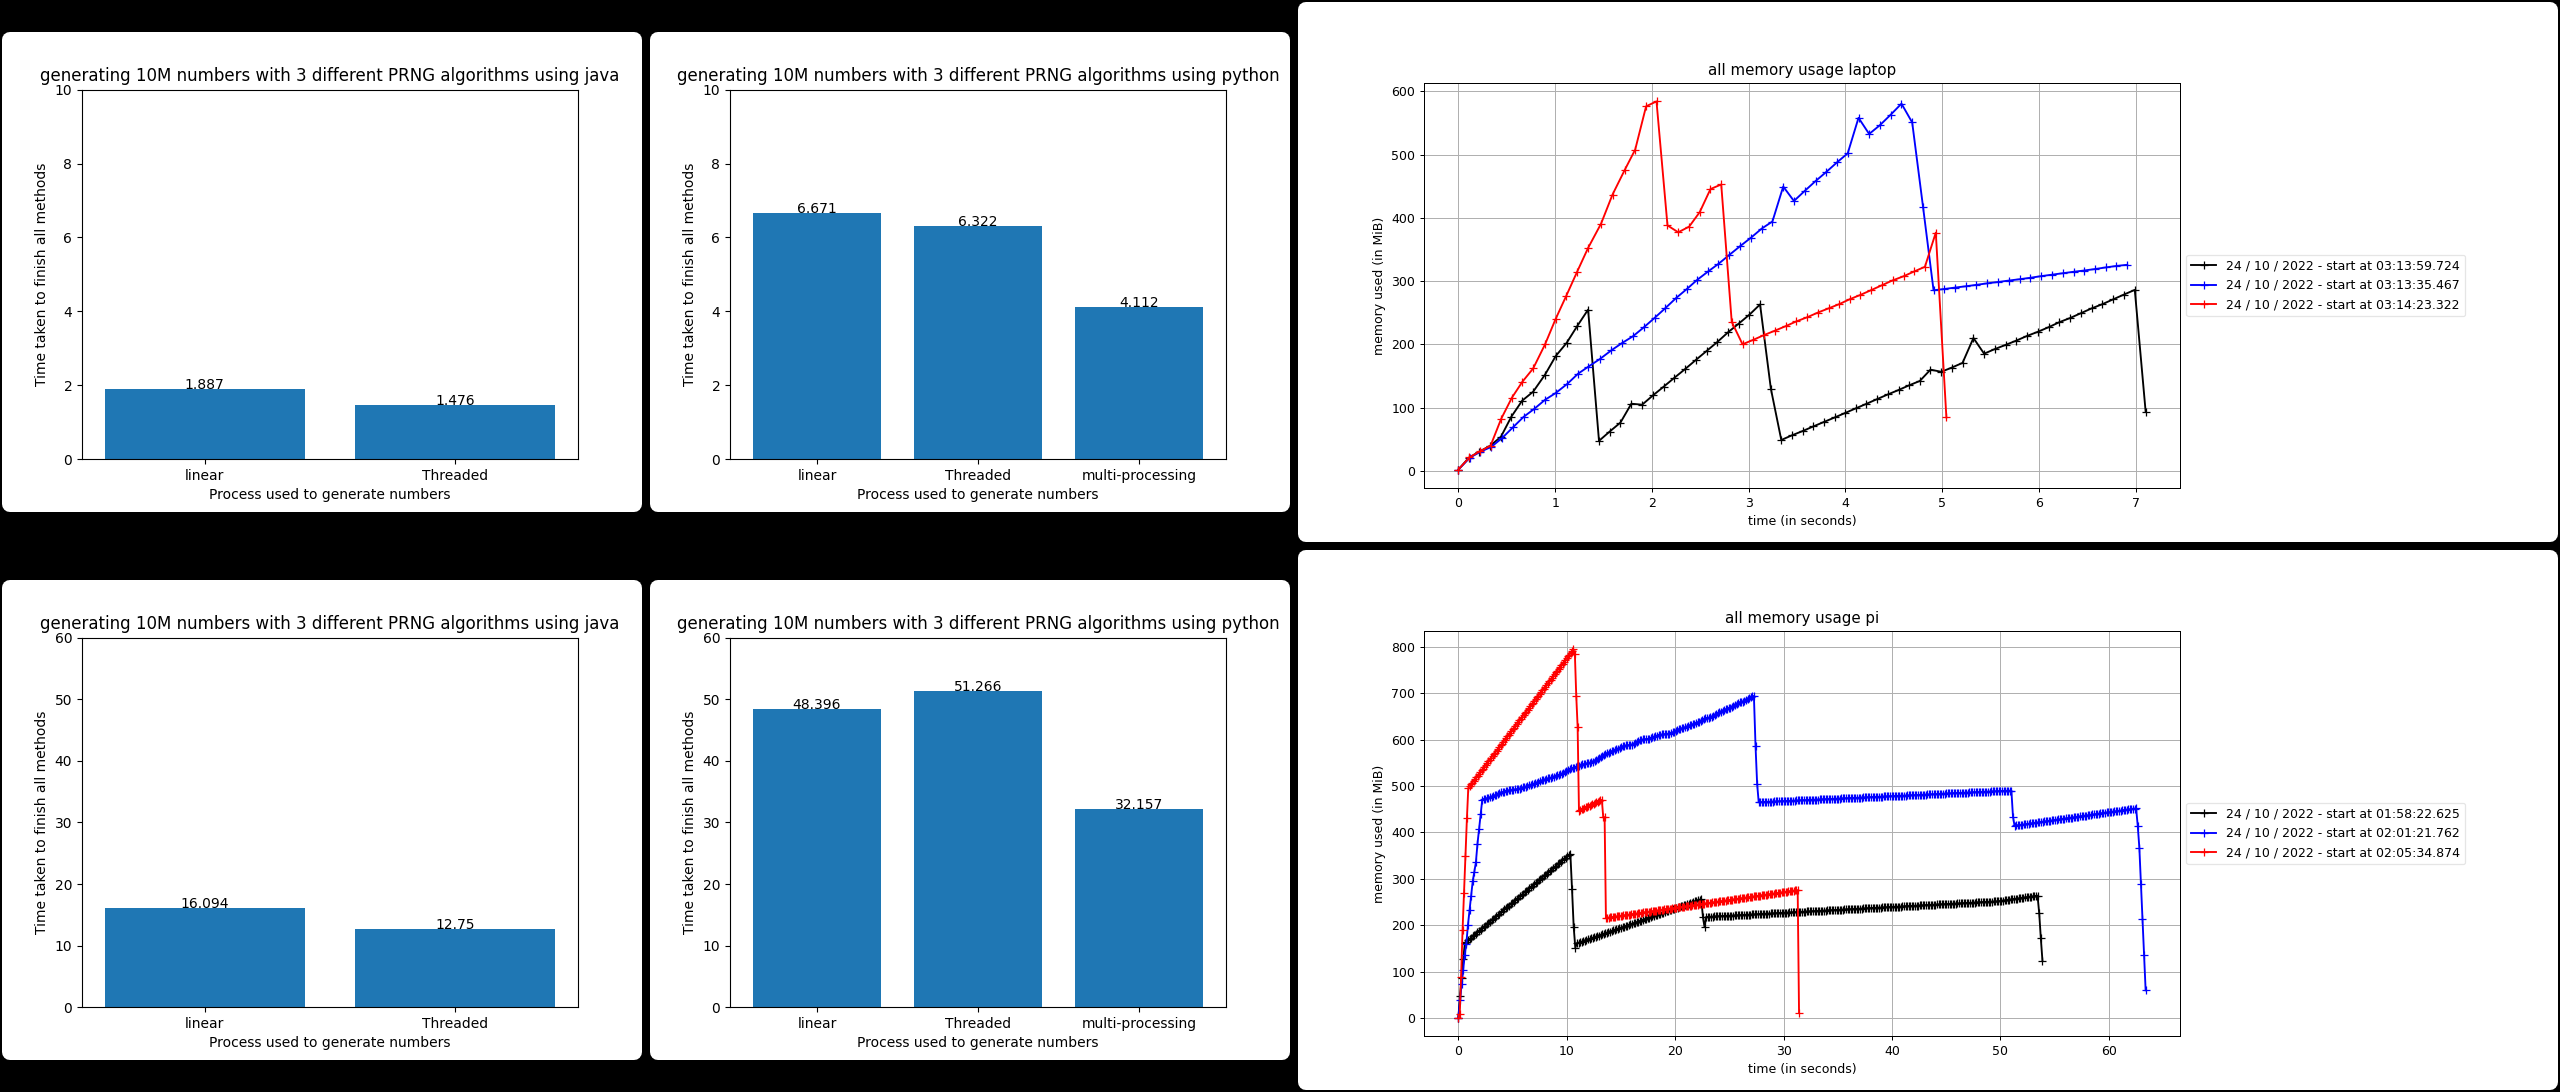 generating 10M numbers with 3 different PRNG algorithms using java
Time taken to finish all methods
10
8
6
4
2
0
1.887
1.476
linear
Threaded
Process used to generate numbers
generating 10M numbers with 3 different PRNG algorithms using python
Time taken to finish all methods
10
8
6
4
2
0
6.671
6.322
4.112
linear
Threaded
multi-processing
Process used to generate numbers
all memory usage laptop
memory used (in MiB)
600
500
400
300
200
100
0
0 1 2 3 4 5 6 7
time (in seconds)
24 / 10 / 2022 - start at 03:13:59.724
24 / 10 / 2022 - start at 03:13:35.467
24 / 10 / 2022 - start at 03:14:23.322
generating 10M numbers with 3 different PRNG algorithms using java
Time taken to finish all methods
60
50
40
30
20
10
0
16.094
12.75
linear
Threaded
Process used to generate numbers
generating 10M numbers with 3 different PRNG algorithms using python
Time taken to finish all methods
60
50
40
30
20
10
0
48.396
51.266
32.157
linear
Threaded
multi-processing
Process used to generate numbers
all memory usage pi
memory used (in MiB)
800
700
600
500
400
300
200
100
0
0 10 20 30 40 50 60
time (in seconds)
24 / 10 / 2022 - start at 01:58:22.625
24 / 10 / 2022 - start at 02:01:21.762
24 / 10 / 2022 - start at 02:05:34.874